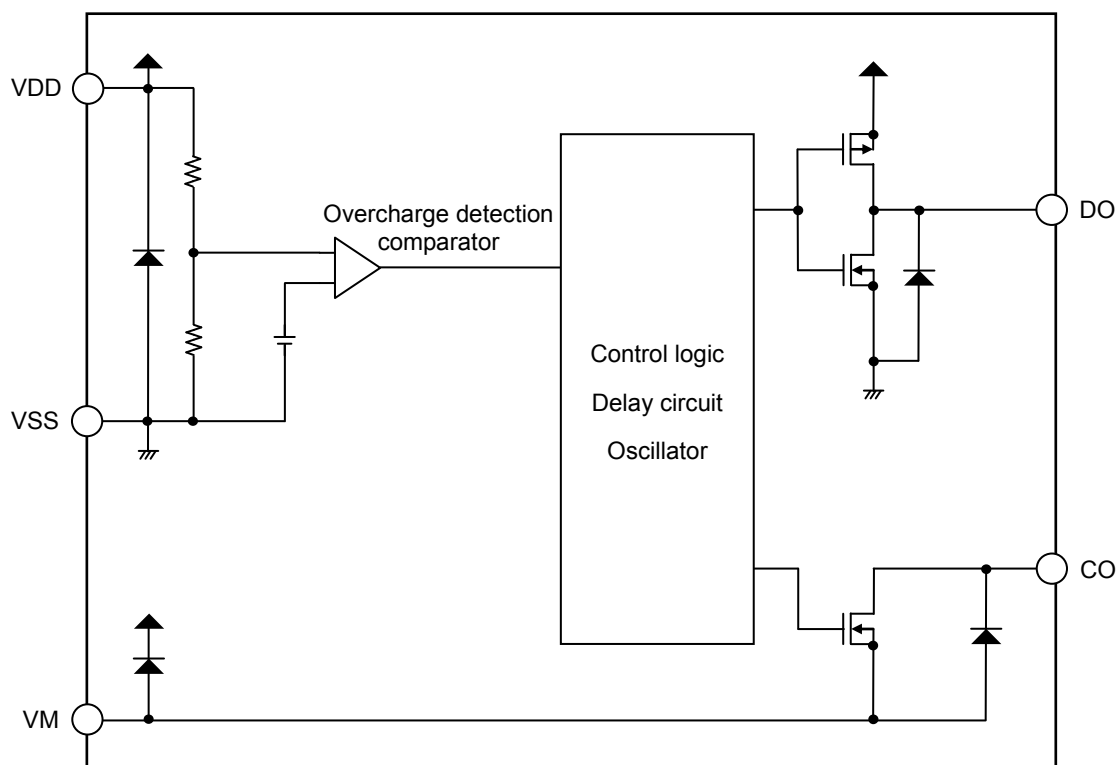 VDD
Overcharge detection
comparator
DO
VSS
Control logic
Delay circuit
Oscillator
CO
VM